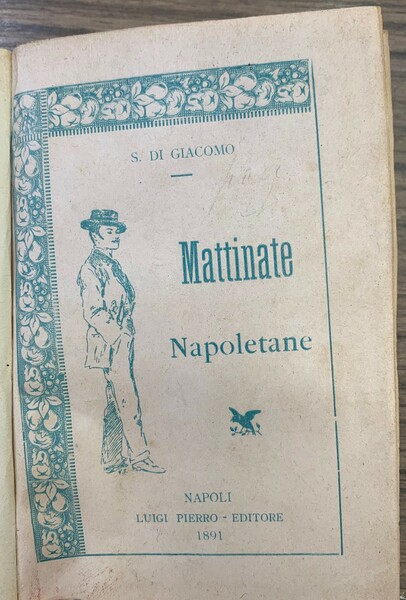 S. DI GIACOMO
Mattinate
Napoletane
NAPOLI
LUIGI PIERRO - EDITORE
1891